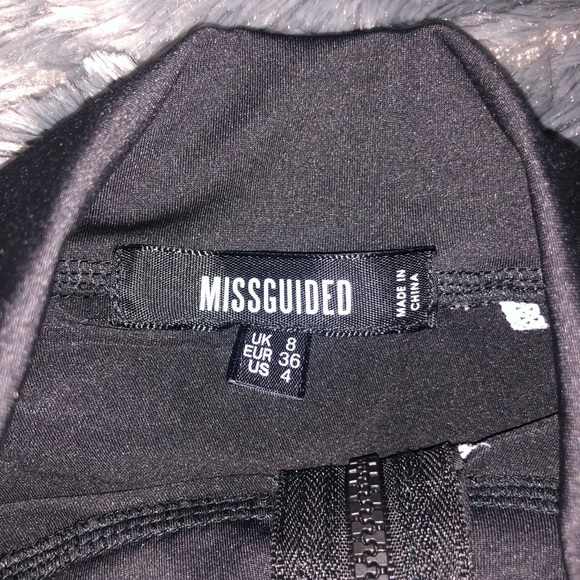 MISSGUIDED
MADE IN
CHINA
UK 8
EUR 36
US 4